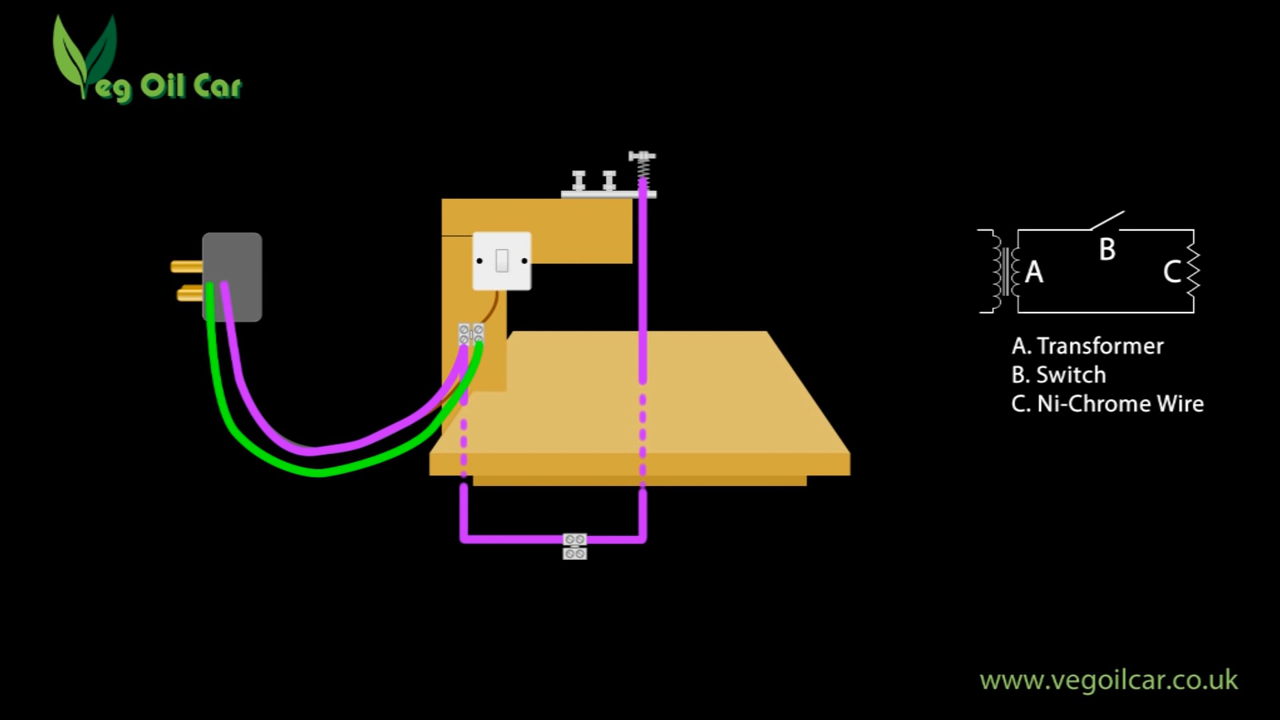 Veg Oil Car
A
B
C
A. Transformer
B. Switch
C. Ni-Chrome Wire
www.vegoilcar.co.uk